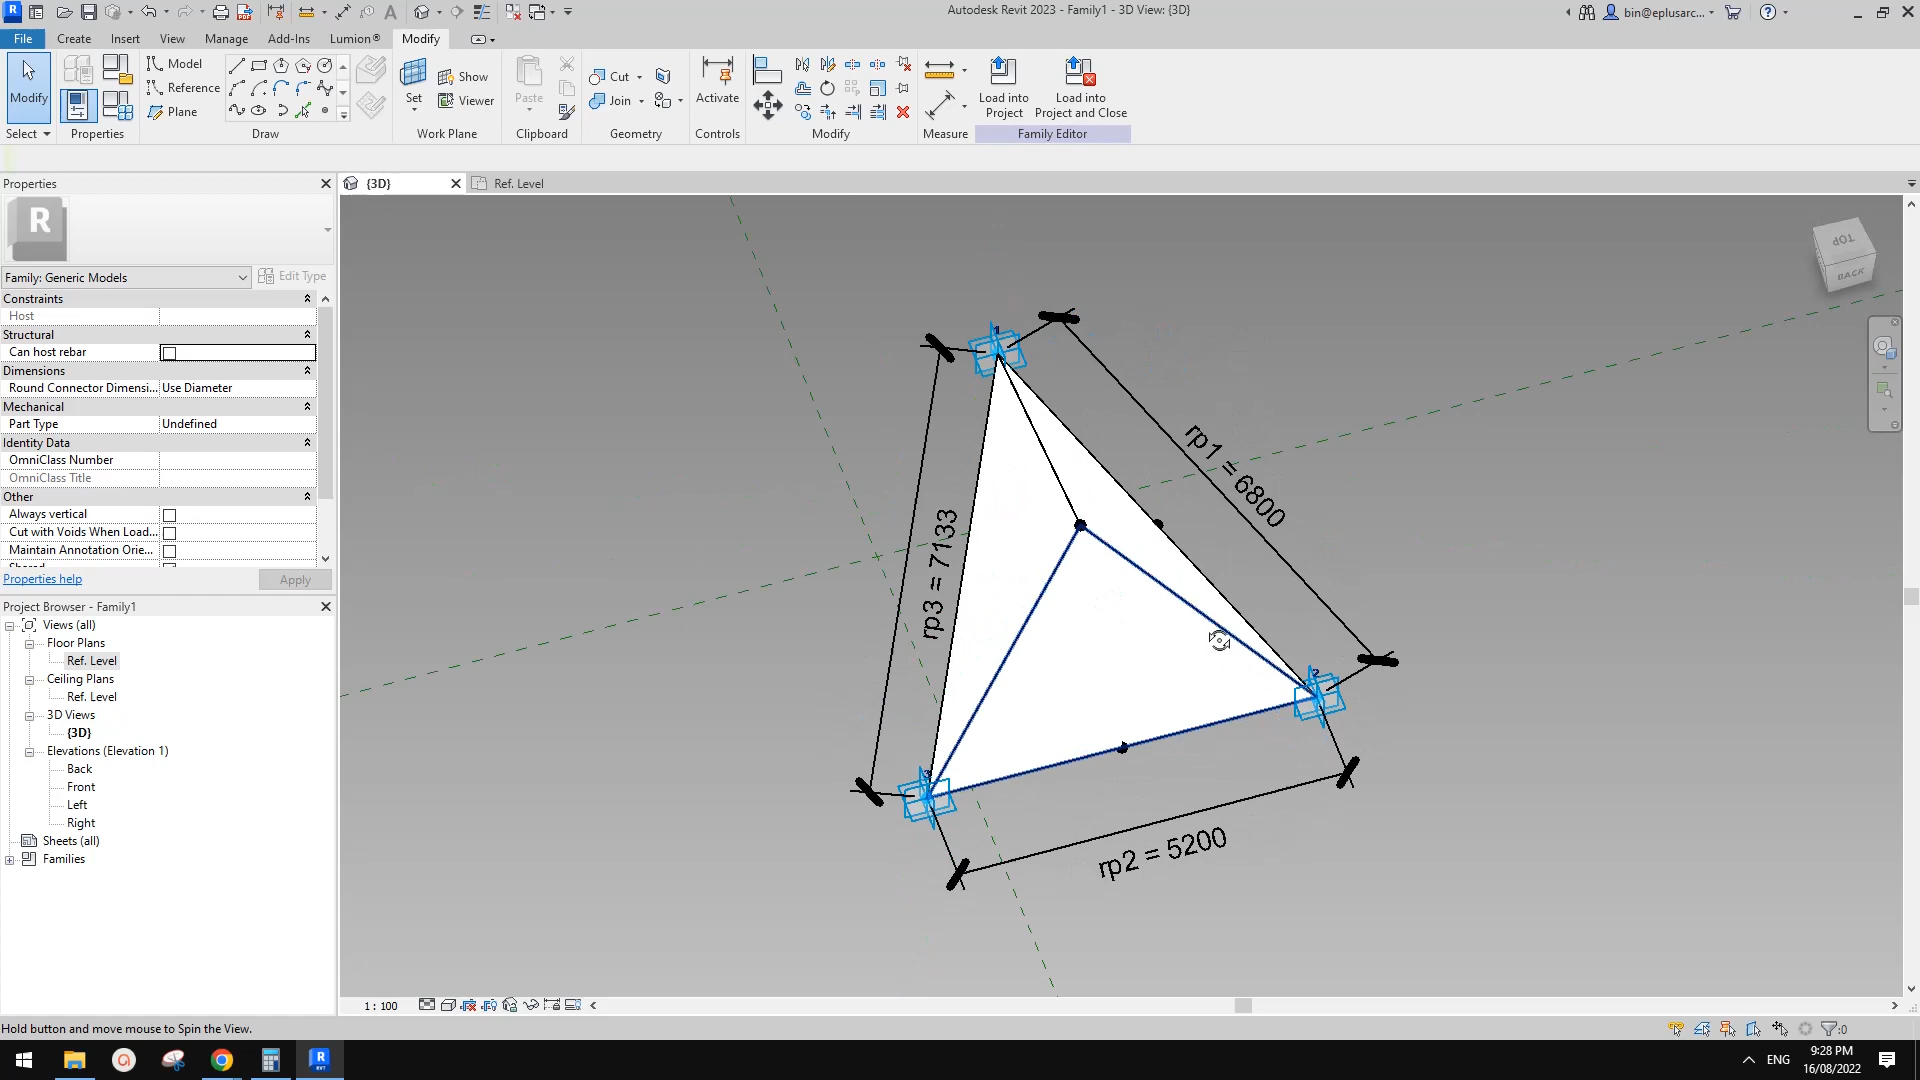 Autodesk Revit 2023 - Family1 - 3D View: {3D}
bin@eplusarc...
File
Create
Insert
View
Manage
Add-Ins
Lumion®
Modify
Modify
Select
Properties
Model
Reference
Plane
Draw
Set
Show
Viewer
Work Plane
Paste
Clipboard
Cut
Join
Geometry
Activate
Controls
Modify
Measure
Load into
Project
Load into
Project and Close
Family Editor
Properties
{3D}
Ref. Level
TOP
BACK
R
Family: Generic Models
Edit Type
Constraints
Host
Structural
Can host rebar
Dimensions
Round Connector Dimensi... Use Diameter
Mechanical
Part Type Undefined
Identity Data
OmniClass Number
OmniClass Title
Other
Always vertical
Cut with Voids When Load...
Maintain Annotation Orie...
Properties help
Apply
Project Browser - Family1
Views (all)
Floor Plans
Ref. Level
Ceiling Plans
Ref. Level
3D Views
{3D}
Elevations (Elevation 1)
Back
Front
Left
Right
Sheets (all)
Families
1
rp1 = 6800
rp3 = 7133
2
3
rp2 = 5200
1 : 100
Hold button and move mouse to Spin the View.
:0
ENG
9:28 PM
16/08/2022